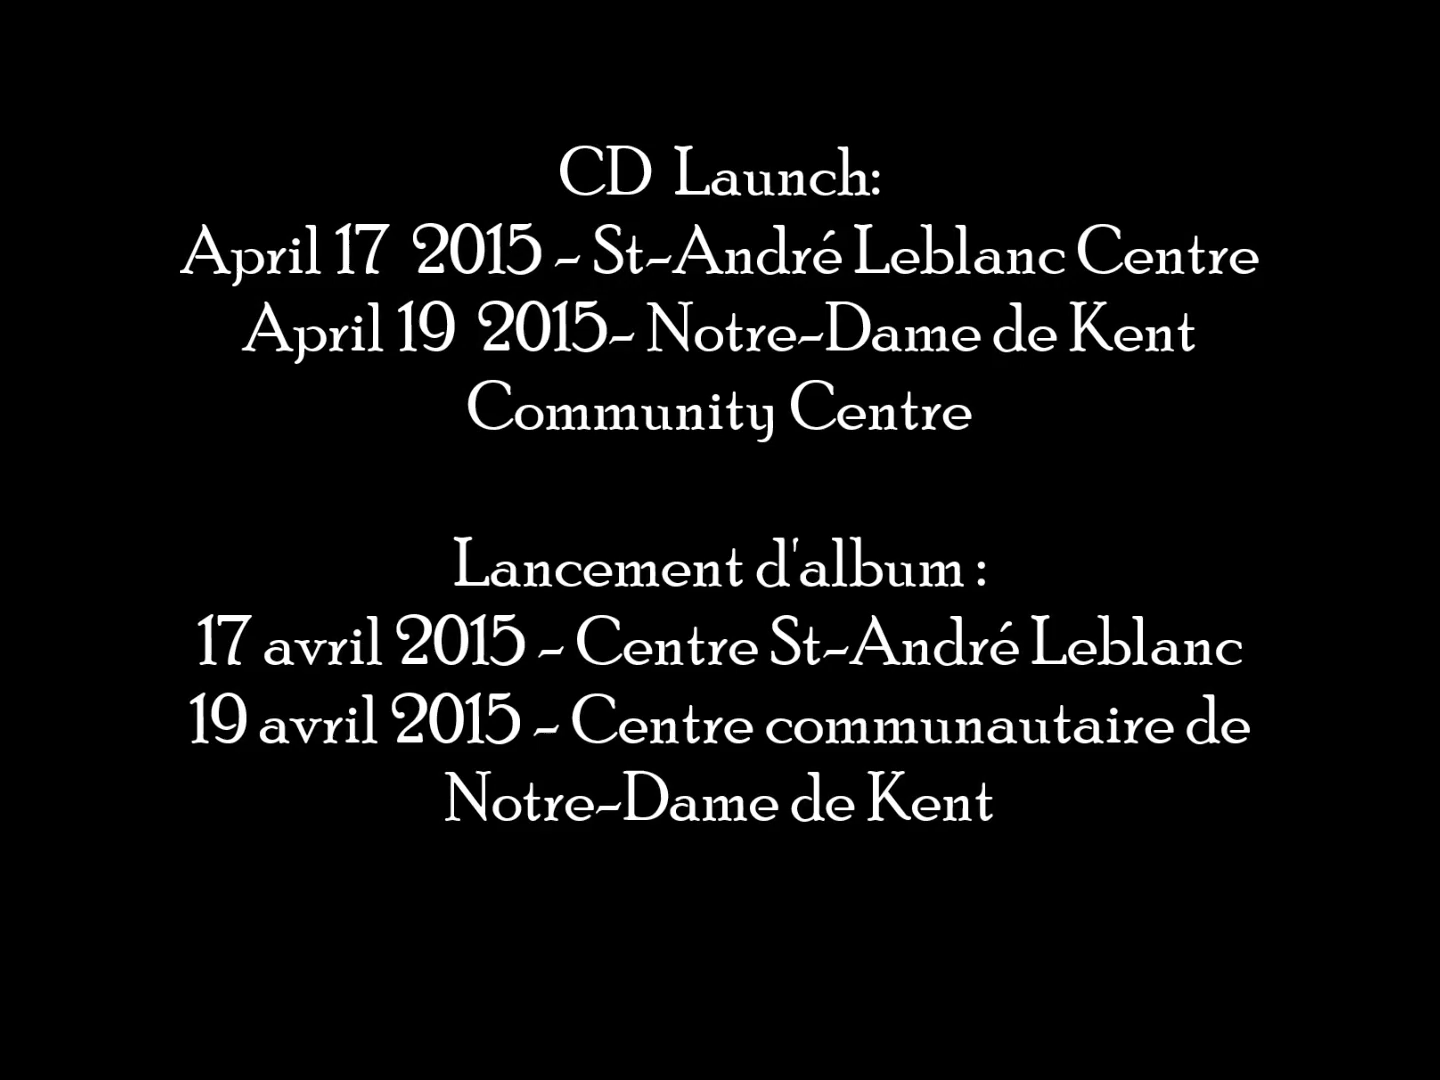 CD Launch:
April 17 2015 - St-André Leblanc Centre
April 19 2015- Notre-Dame de Kent
Community Centre
Lancement d'album :
17 avril 2015 - Centre St-André Leblanc
19 avril 2015 - Centre communautaire de
Notre-Dame de Kent